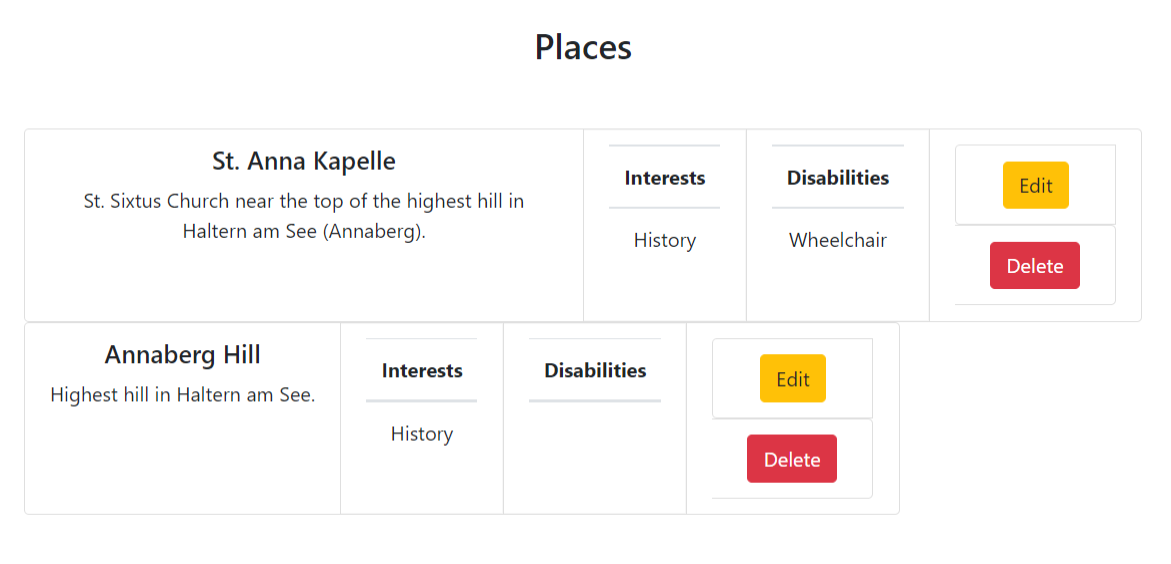 Places
St. Anna Kapelle
St. Sixtus Church near the top of the highest hill in
Haltern am See (Annaberg).
Interests
History
Disabilities
Wheelchair
Edit
Delete
Annaberg Hill
Highest hill in Haltern am See.
Interests
History
Disabilities
Edit
Delete